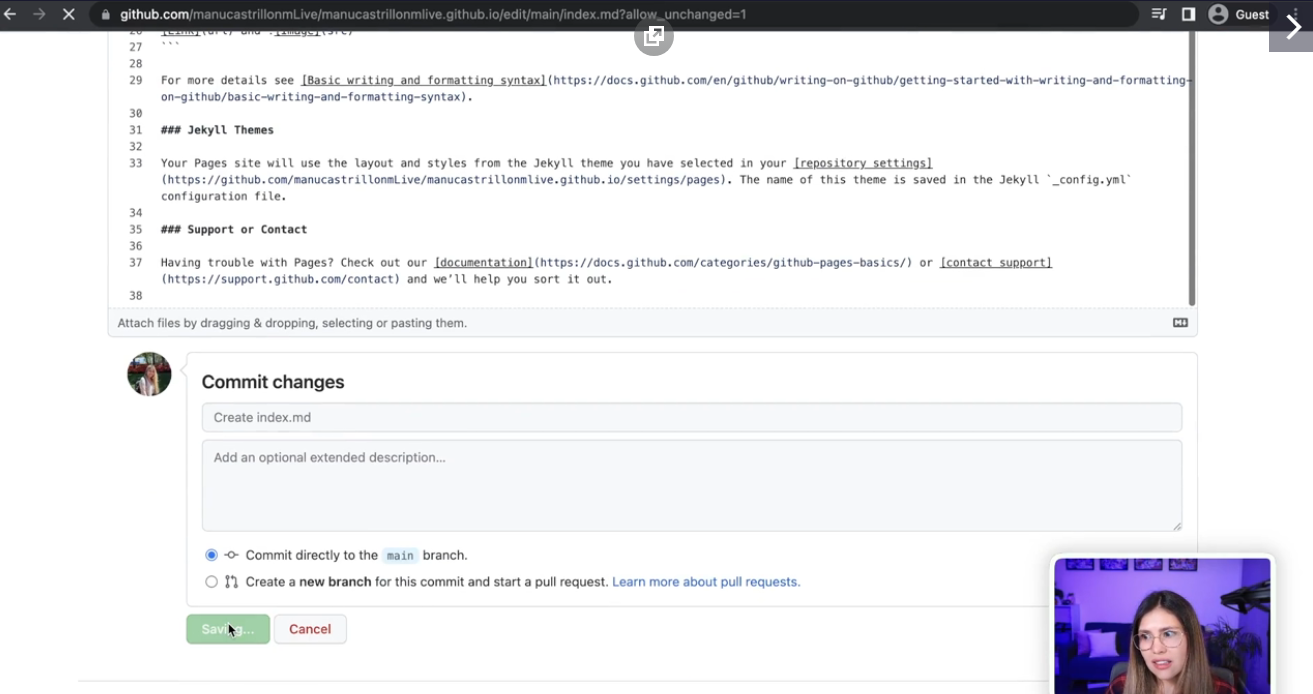 github.com/manucastrillonmLive/manucastrillonmlive.github.io/edit/main/index.md?allow_unchanged=1
Guest
26 [Link](url) and ![Image](src)
27 ```
28
29 For more details see [Basic writing and formatting syntax](https://docs.github.com/en/github/writing-on-github/getting-started-with-writing-and-formatting-
on-github/basic-writing-and-formatting-syntax).
30
31 ### Jekyll Themes
32
33 Your Pages site will use the layout and styles from the Jekyll theme you have selected in your [repository settings]
(https://github.com/manucastrillonmLive/manucastrillonmlive.github.io/settings/pages). The name of this theme is saved in the Jekyll `_config.yml`
configuration file.
34
35 ### Support or Contact
36
37 Having trouble with Pages? Check out our [documentation](https://docs.github.com/categories/github-pages-basics/) or [contact support]
(https://support.github.com/contact) and we’ll help you sort it out.
38
Attach files by dragging & dropping, selecting or pasting them.
Commit changes
Create index.md
Add an optional extended description...
Commit directly to the main branch.
Create a new branch for this commit and start a pull request. Learn more about pull requests.
Saving...
Cancel